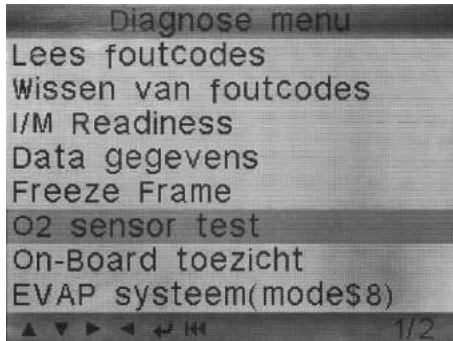 Diagnose menu
Lees foutcodes
Wissen van foutcodes
I/M Readiness
Data gegevens
Freeze Frame
O2 sensor test
On-Board toezicht
EVAP systeem(mode$8)
1/2